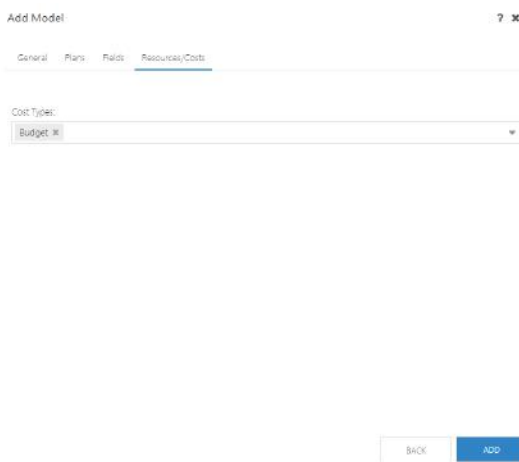 Add Model ? ✖
General Plans Fields Resources/Costs
Cost Types:
Budget ✖
BACK ADD